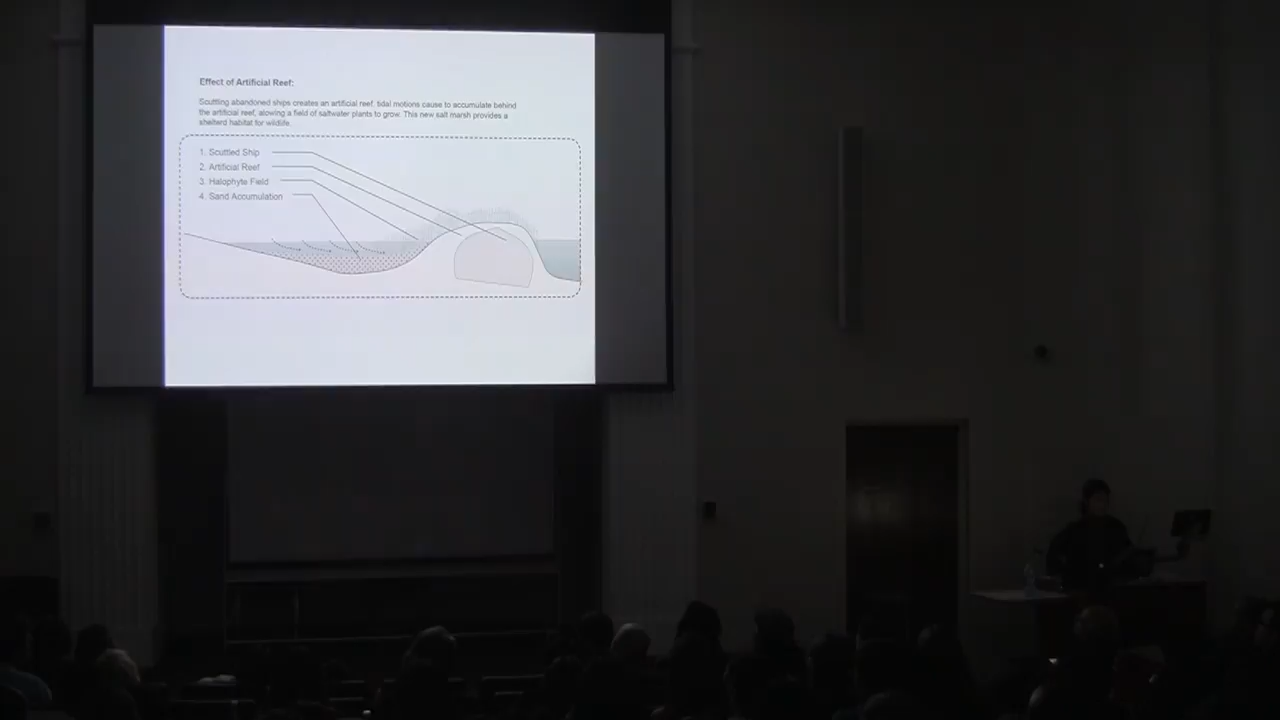 Effect of Artificial Reef:
Scuttling abandoned ships creates an artificial reef, tidal motions cause to accumulate behind
the artificial reef, alowing a field of saltwater plants to grow. This new salt marsh provides a
shelterd habitat for wildlife.
1. Scuttled Ship
2. Artificial Reef
3. Halophyte Field
4. Sand Accumulation